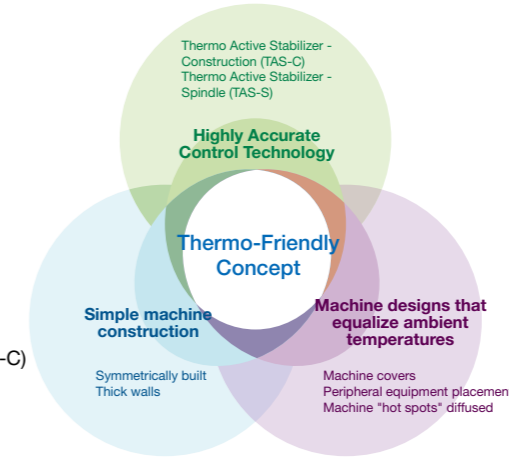 Thermo Active Stabilizer -
Construction (TAS-C)
Thermo Active Stabilizer -
Spindle (TAS-S)
Highly Accurate
Control Technology
Thermo-Friendly
Concept
Simple machine
construction
Machine designs that
equalize ambient
temperatures
-C)
Symmetrically built
Thick walls
Machine covers
Peripheral equipment placemen
Machine "hot spots" diffused